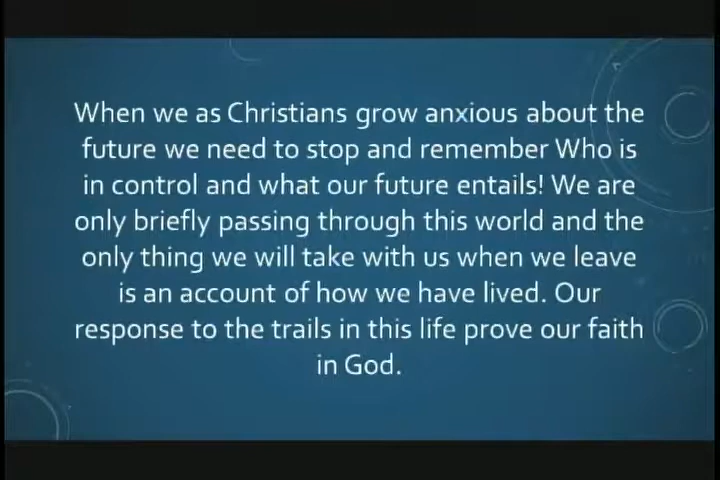 When we as Christians grow anxious about the
future we need to stop and remember Who is
in control and what our future entails! We are
only briefly passing through this world and the
only thing we will take with us when we leave
is an account of how we have lived. Our
response to the trails in this life prove our faith
in God.